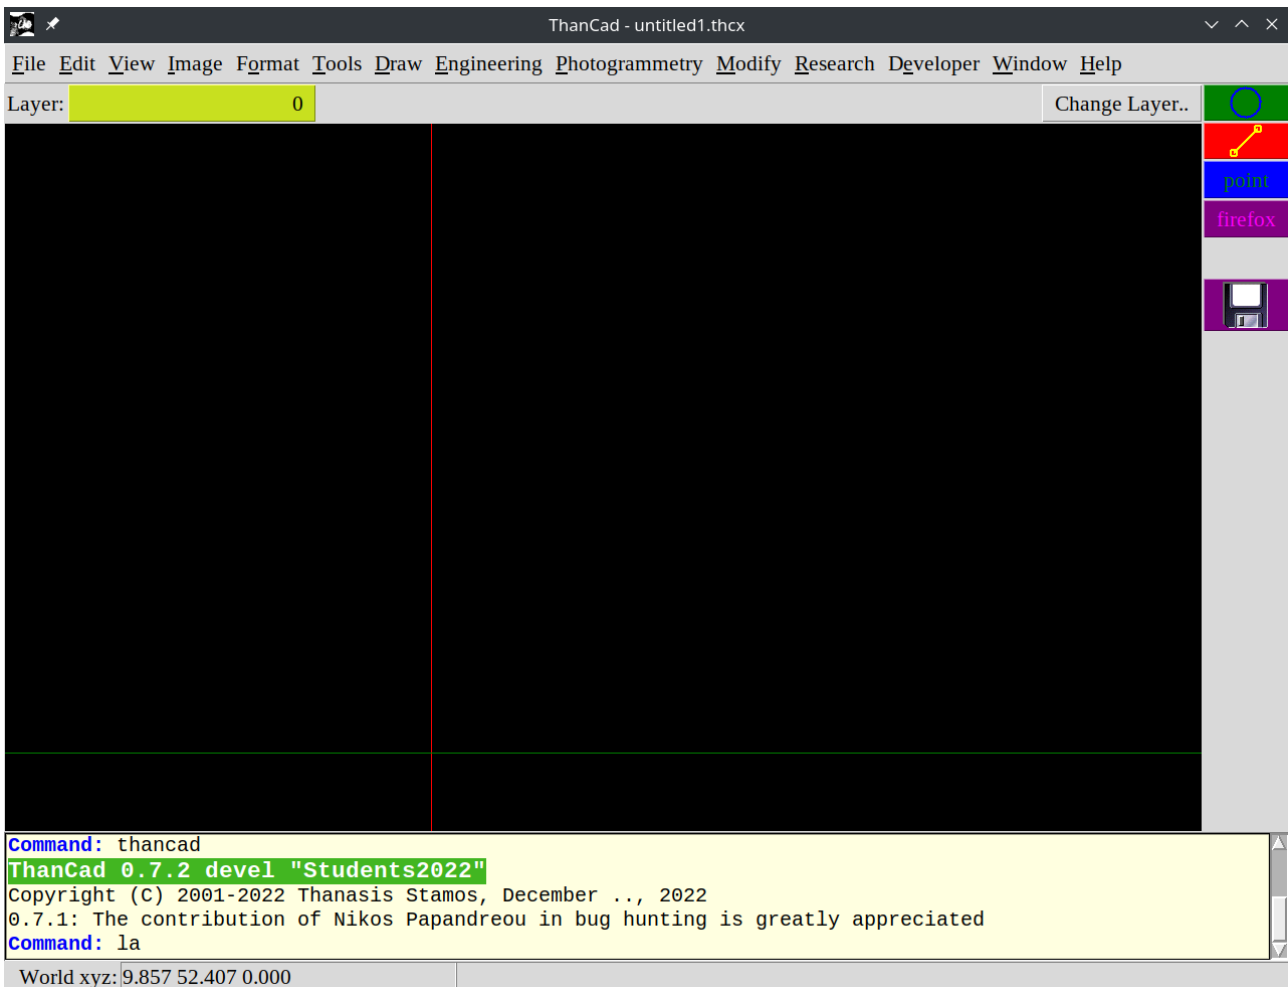 ThanCad - untitled1.thcx
File Edit View Image Format Tools Draw Engineering Photogrammetry Modify Research Developer Window Help
Layer: 0 Change Layer..
point
firefox
Command: thancad
ThanCad 0.7.2 devel "Students2022"
Copyright (C) 2001-2022 Thanasis Stamos, December .., 2022
0.7.1: The contribution of Nikos Papandreou in bug hunting is greatly appreciated
Command: la
World xyz: 9.857 52.407 0.000